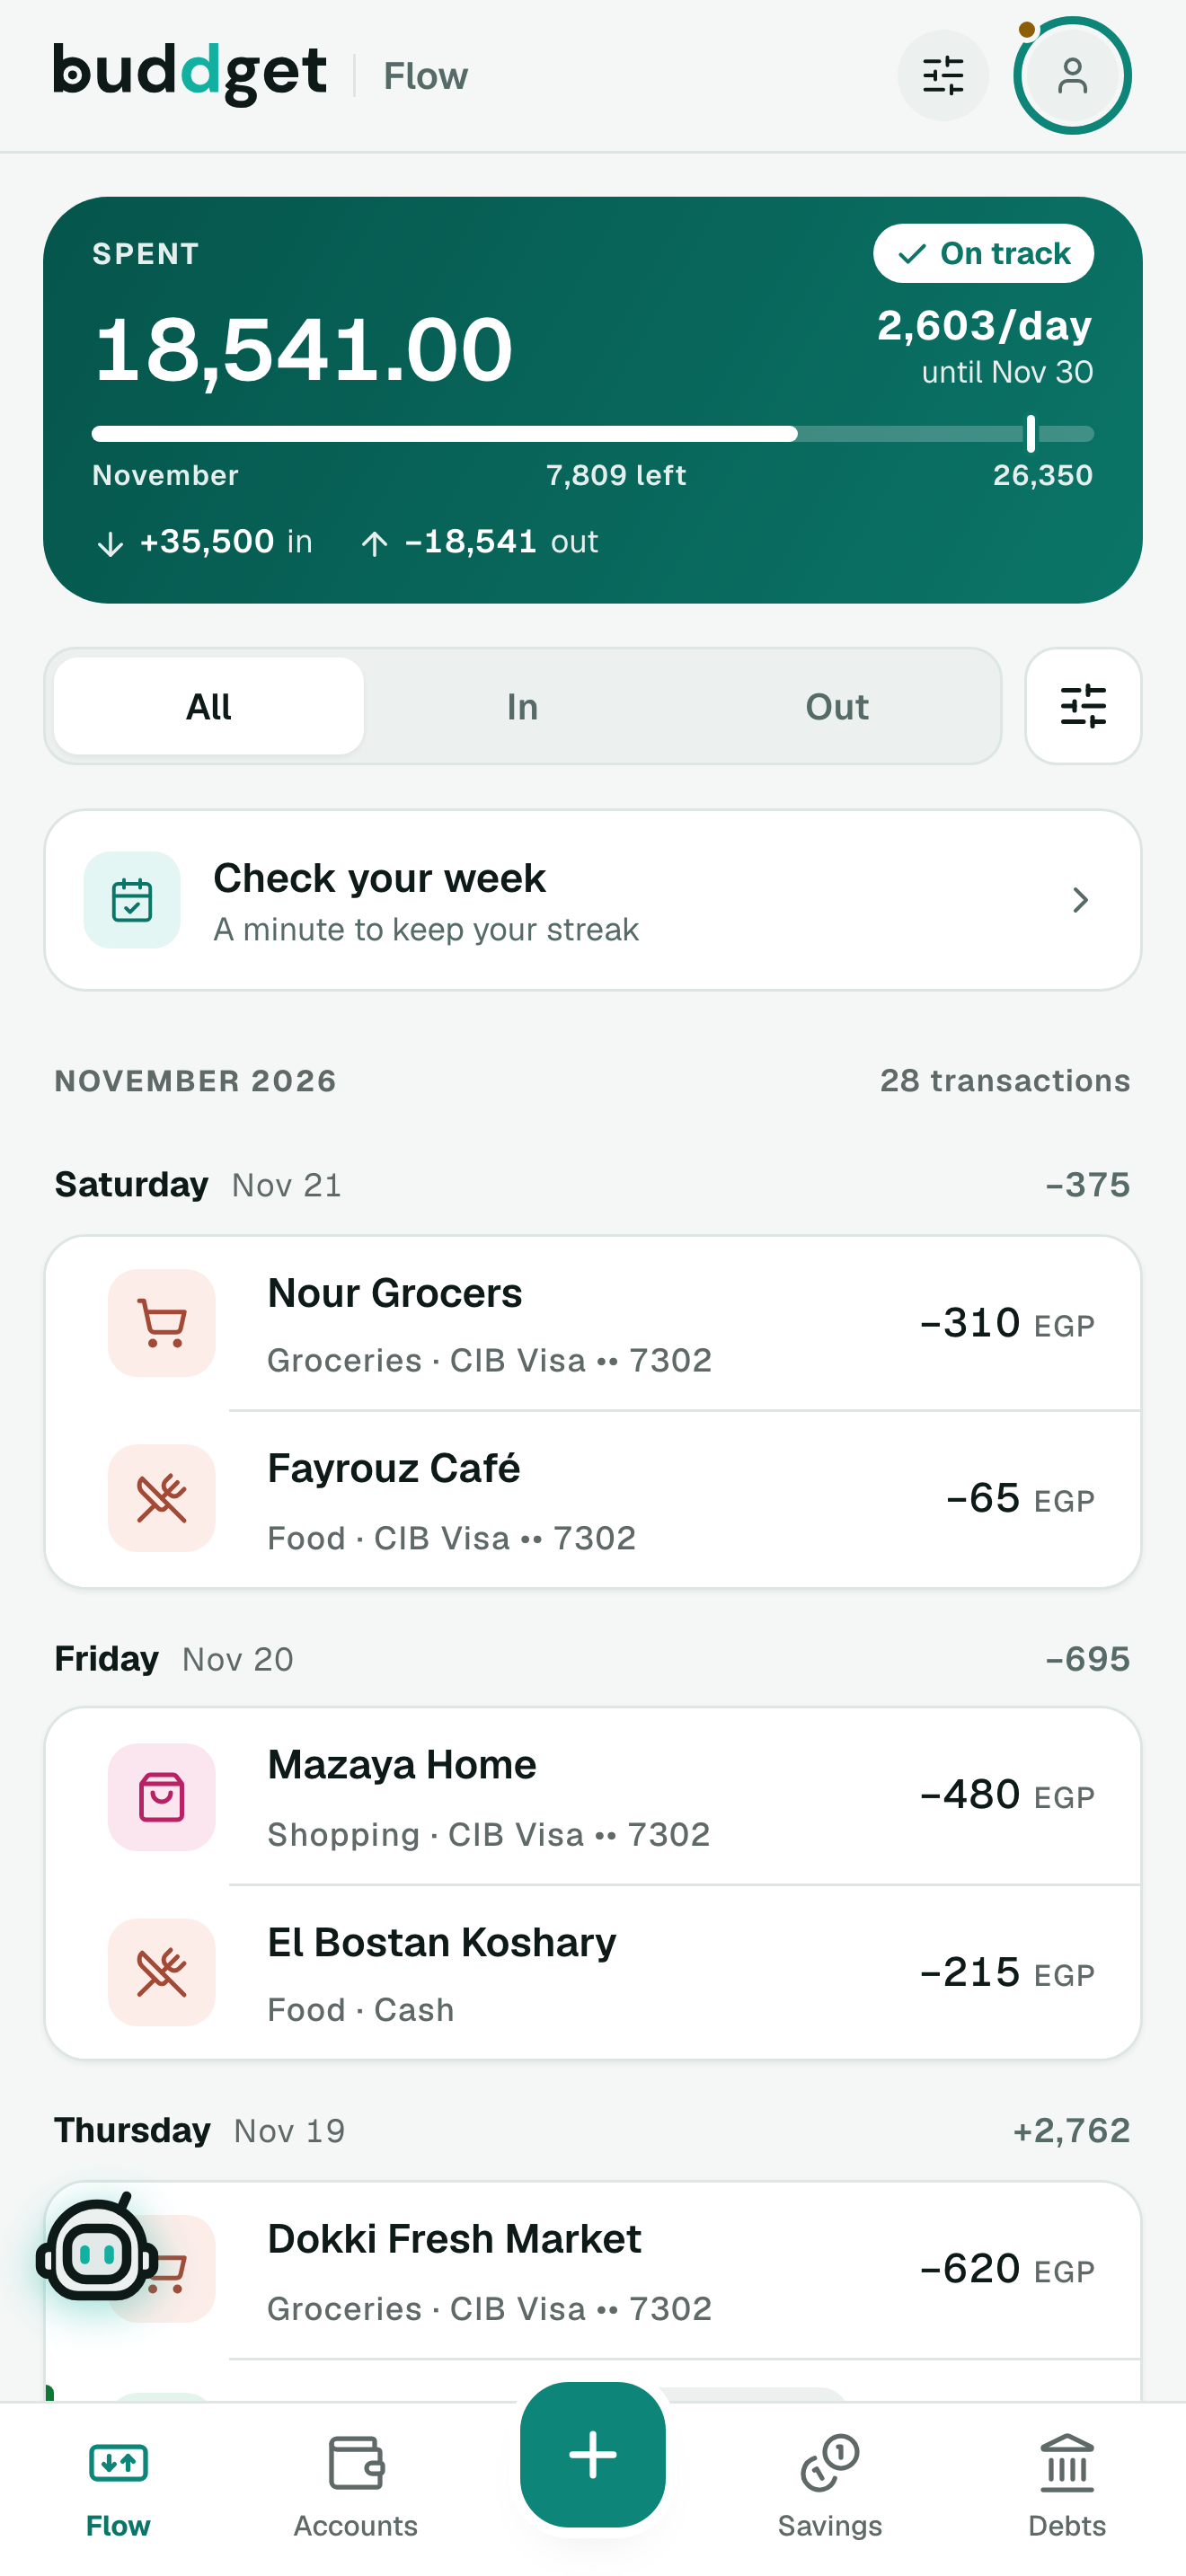 buddget
Flow
SPENT
On track
18,541.00
2,603/day
until Nov 30
November
7,809 left
26,350
+35,500 in
−18,541 out
All
In
Out
Check your week
A minute to keep your streak
NOVEMBER 2026
28 transactions
Saturday Nov 21
−375
Nour Grocers
−310 EGP
Groceries · CIB Visa •• 7302
Fayrouz Café
−65 EGP
Food · CIB Visa •• 7302
Friday Nov 20
−695
Mazaya Home
−480 EGP
Shopping · CIB Visa •• 7302
El Bostan Koshary
−215 EGP
Food · Cash
Thursday Nov 19
+2,762
Dokki Fresh Market
−620 EGP
Groceries · CIB Visa •• 7302
Flow
Accounts
Savings
Debts